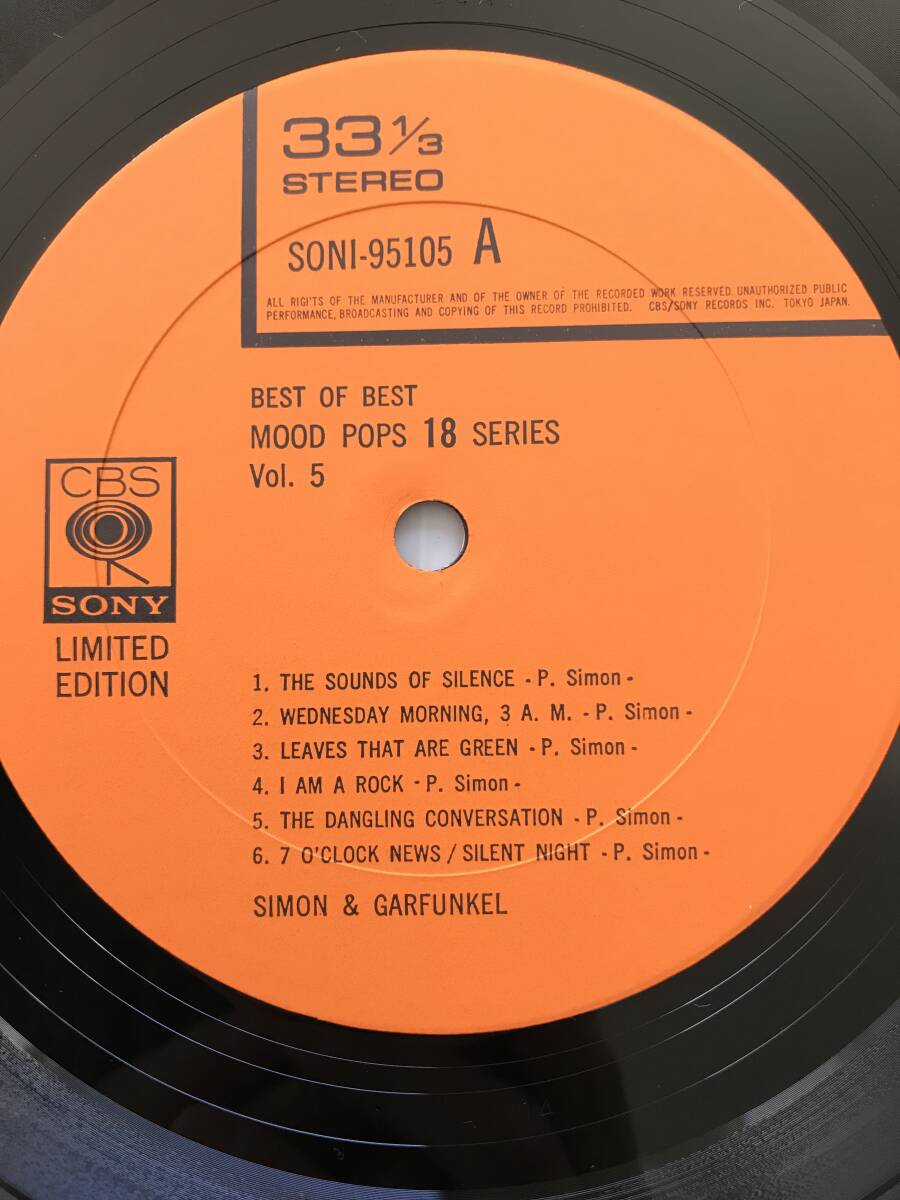 33 1/3
STEREO
SONI-95105 A
ALL RIGI'TS OF THE MANUFACTURER AND OF THE OWNER OF THE RECORDED WORK RESERVED. UNAUTHORIZED PUBLIC
PERFORMANCE, BROADCASTING AND COPYING OF THIS RECORD PROHIBITED. CBS/SONY RECORDS INC. TOKYO JAPAN.
BEST OF BEST
MOOD POPS 18 SERIES
Vol. 5
CBS
SONY
LIMITED
EDITION
1. THE SOUNDS OF SILENCE - P. Simon -
2. WEDNESDAY MORNING, 3 A. M. - P. Simon -
3. LEAVES THAT ARE GREEN - P. Simon -
4. I AM A ROCK - P. Simon -
5. THE DANGLING CONVERSATION - P. Simon -
6. 7 O'CLOCK NEWS / SILENT NIGHT - P. Simon -
SIMON & GARFUNKEL